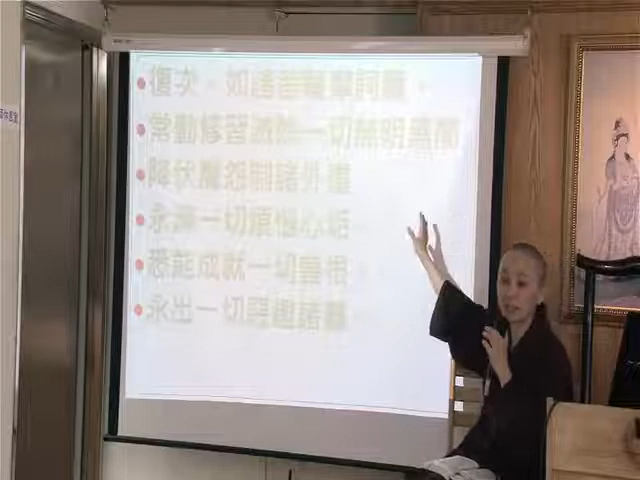 復次，如諸菩薩摩訶薩，
常勤修習滅除一切無明黑闇
降伏魔怨制諸外道
永滌一切煩惱心垢
悉能成就一切善根，
永出一切惡趣諸難